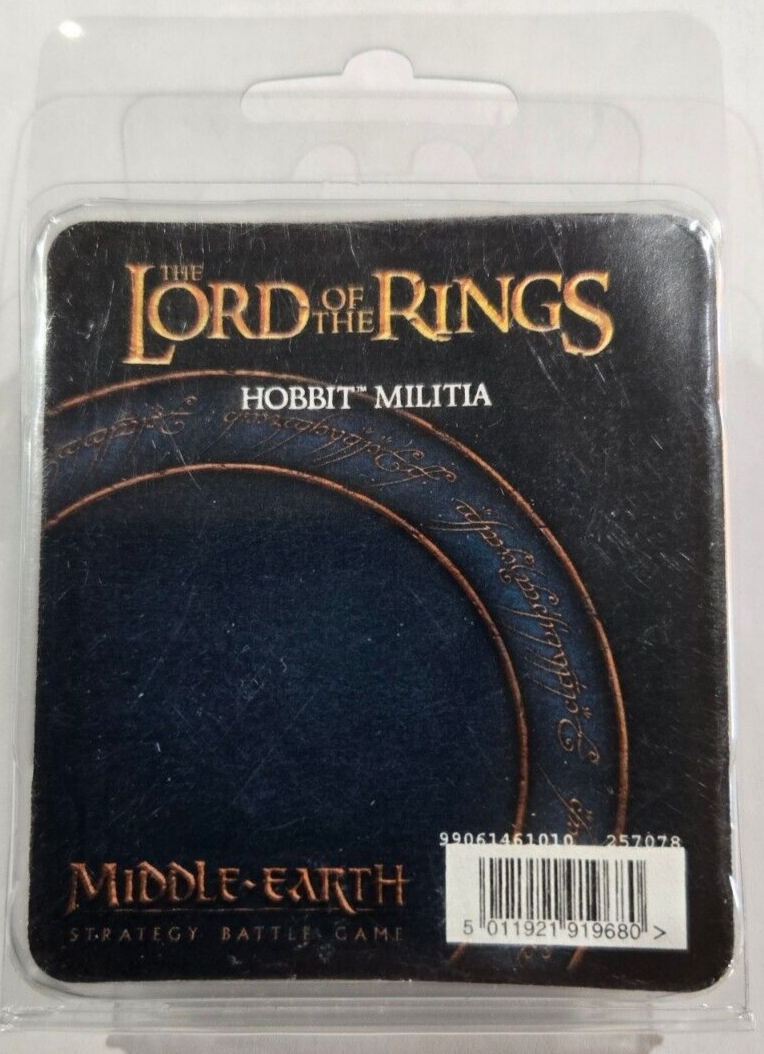 THE LORD OF THE RINGS
HOBBIT™ MILITIA
99061461010 257078
MIDDLE-EARTH
STRATEGY BATTLE GAME
5 011921 919680 >